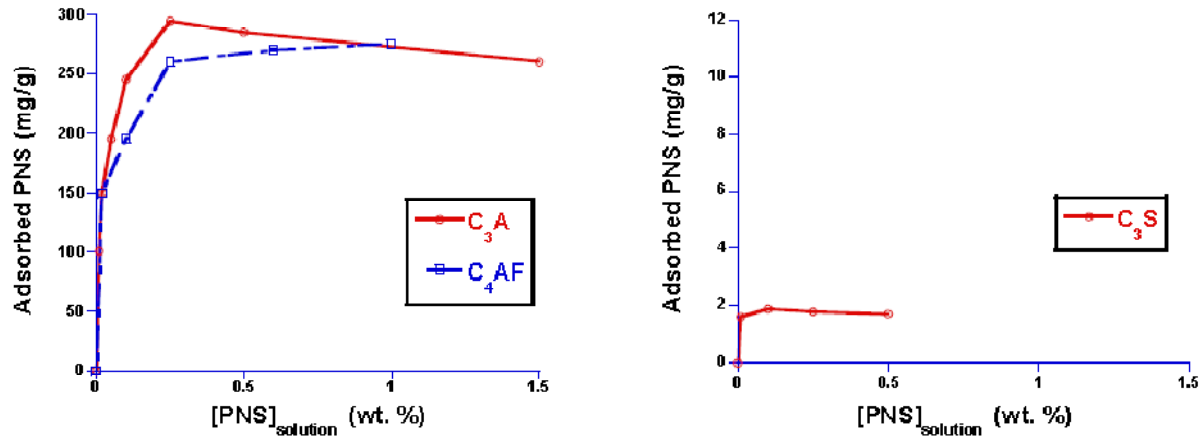 300
250
200
150
100
50
0
Adsorbed PNS (mg/g)
C3A
C4AF
0 0.5 1 1.5
[PNS]solution (wt. %)
12
10
8
6
4
2
0
Adsorbed PNS (mg/g)
C3S
0 0.5 1 1.5
[PNS]solution (wt. %)